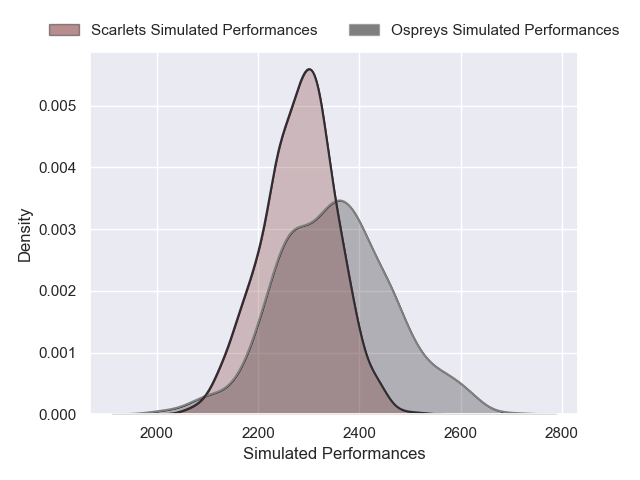 Scarlets Simulated Performances Ospreys Simulated Performances
0.005
0.004
0.003
0.002
0.001
0.000
Density
2000 2200 2400 2600 2800
Simulated Performances